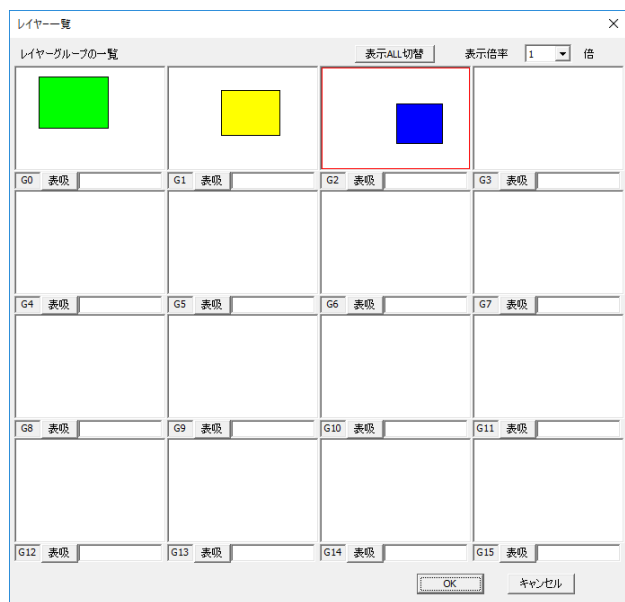 レイヤー一覧
レイヤーグループの一覧 表示ALL切替 表示倍率 1 倍
G0 表吸 G1 表吸 G2 表吸 G3 表吸
G4 表吸 G5 表吸 G6 表吸 G7 表吸
G8 表吸 G9 表吸 G10 表吸 G11 表吸
G12 表吸 G13 表吸 G14 表吸 G15 表吸
OK キャンセル